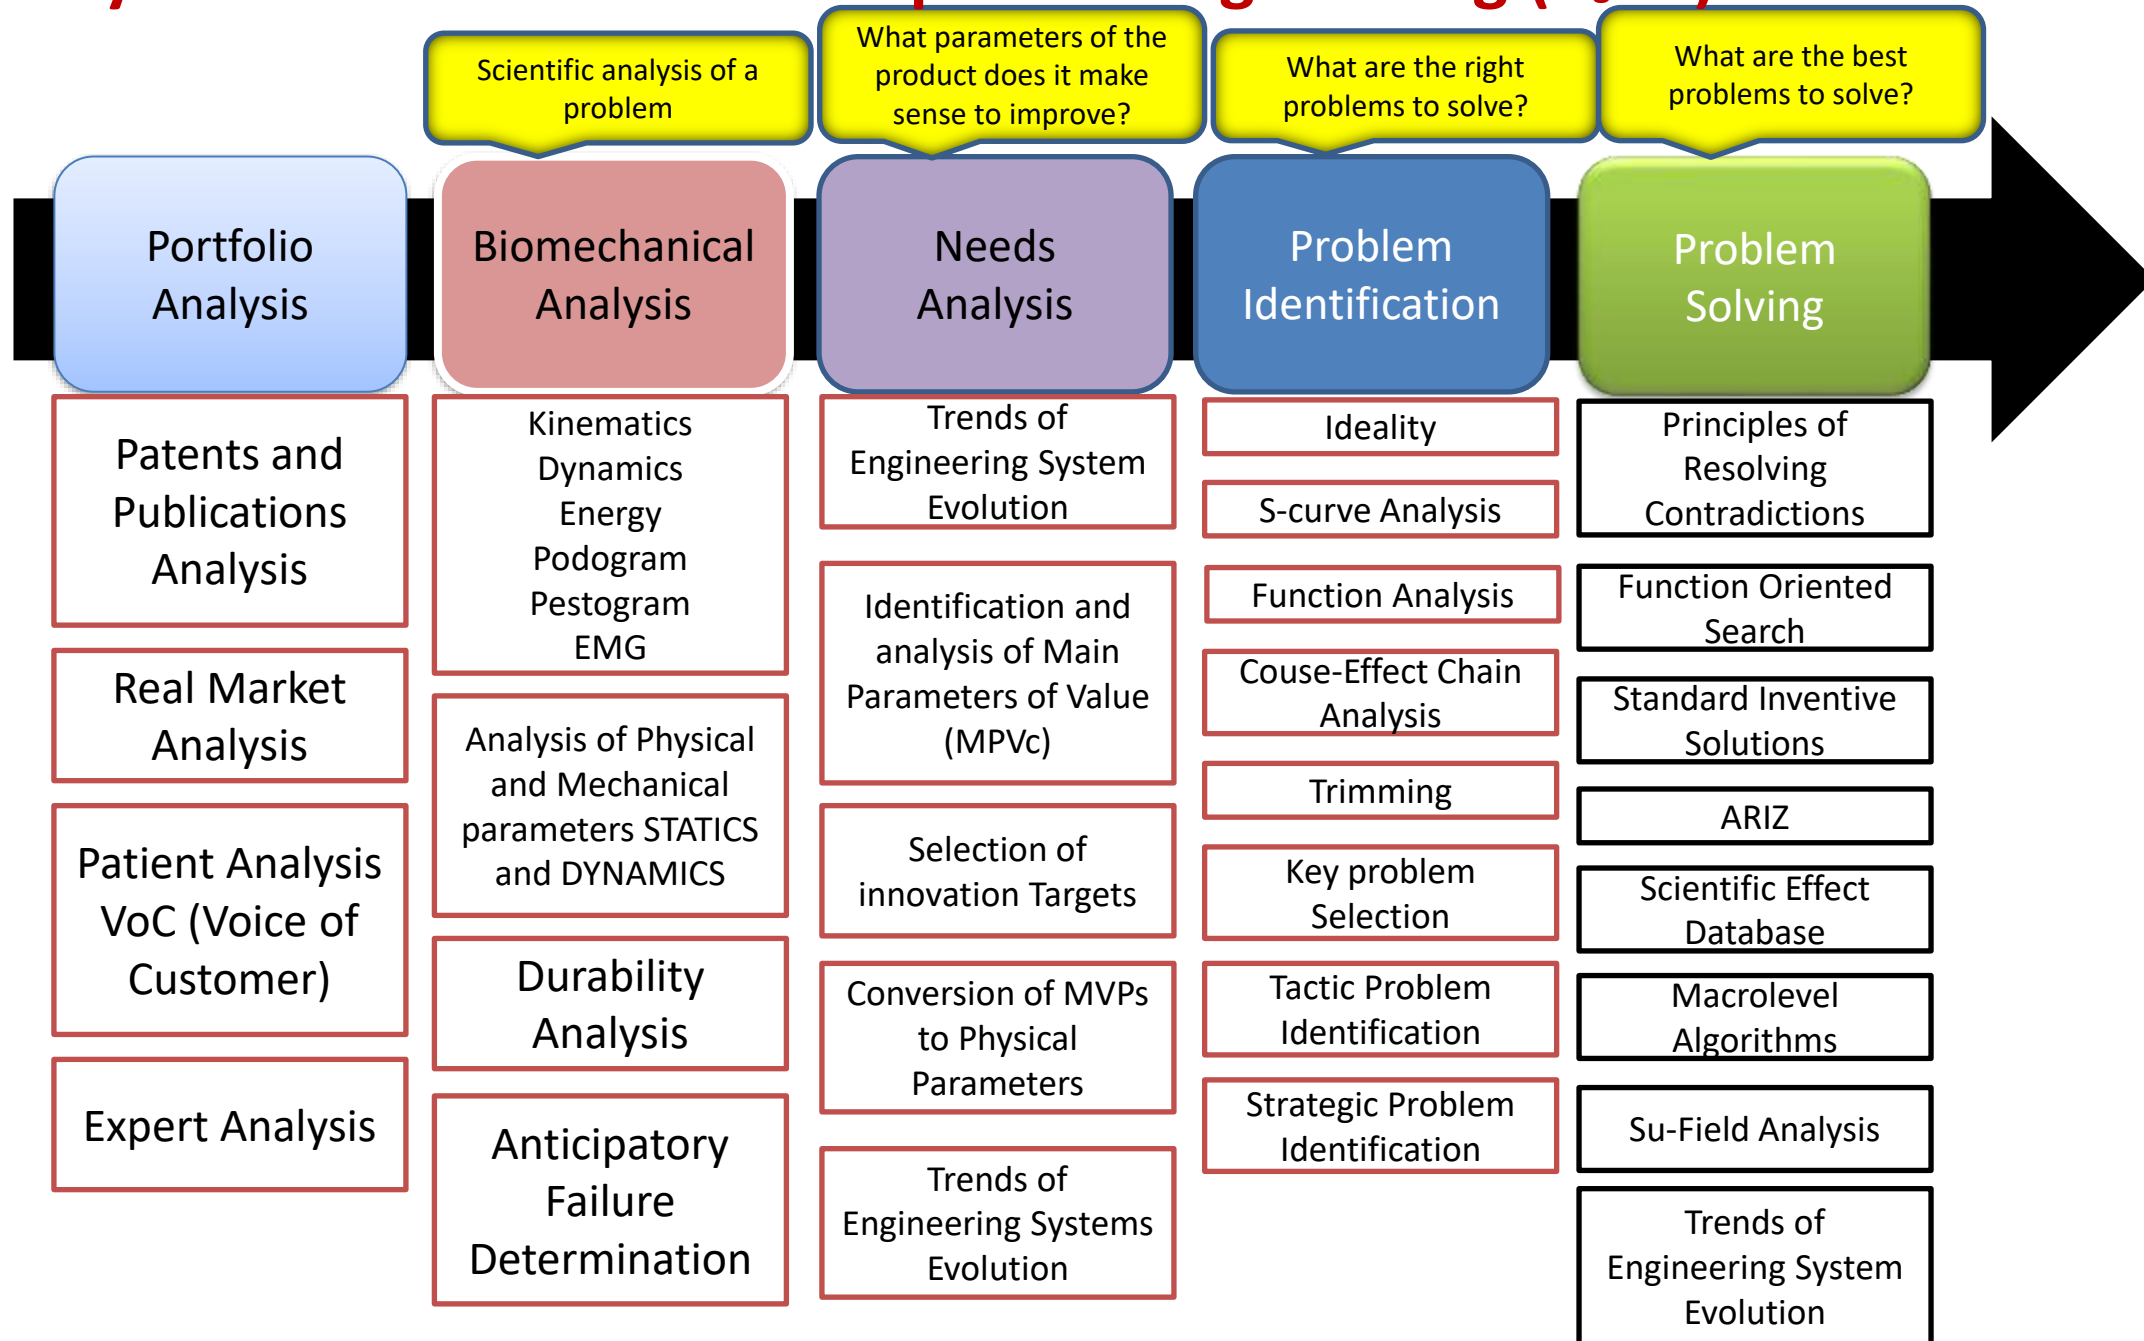 Scientific analysis of a
problem
What parameters of the
product does it make
sense to improve?
What are the right
problems to solve?
What are the best
problems to solve?
Portfolio
Analysis
Biomechanical
Analysis
Needs
Analysis
Problem
Identification
Problem
Solving
Patents and
Publications
Analysis
Real Market
Analysis
Patient Analysis
VoC (Voice of
Customer)
Expert Analysis
Kinematics
Dynamics
Energy
Podogram
Pestogram
EMG
Analysis of Physical
and Mechanical
parameters STATICS
and DYNAMICS
Durability
Analysis
Anticipatory
Failure
Determination
Trends of
Engineering System
Evolution
Identification and
analysis of Main
Parameters of Value
(MPVc)
Selection of
innovation Targets
Conversion of MVPs
to Physical
Parameters
Trends of
Engineering Systems
Evolution
Ideality
S-curve Analysis
Function Analysis
Couse-Effect Chain
Analysis
Trimming
Key problem
Selection
Tactic Problem
Identification
Strategic Problem
Identification
Principles of
Resolving
Contradictions
Function Oriented
Search
Standard Inventive
Solutions
ARIZ
Scientific Effect
Database
Macrolevel
Algorithms
Su-Field Analysis
Trends of
Engineering System
Evolution